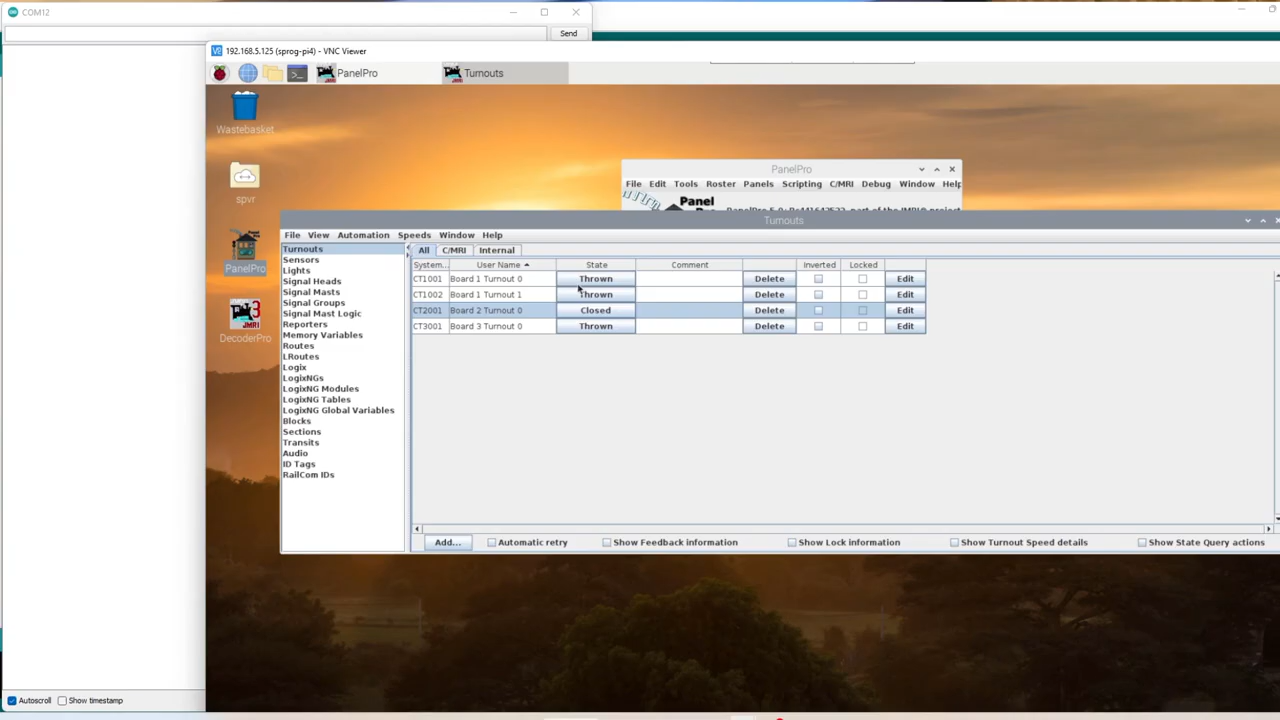 COM12
Send
192.168.5.125 (sprog-pi4) - VNC Viewer
PanelPro
Turnouts
Wastebasket
spvr
PanelPro
DecoderPro
PanelPro
File Edit Tools Roster Panels Scripting C/MRI Debug Window Help
Panel
Turnouts
File View Automation Speeds Window Help
Turnouts
Sensors
Lights
Signal Heads
Signal Masts
Signal Groups
Signal Mast Logic
Reporters
Memory Variables
Routes
LRoutes
Logix
LogixNGs
LogixNG Modules
LogixNG Tables
LogixNG Global Variables
Blocks
Sections
Transits
Audio
ID Tags
RailCom IDs
All C/MRI Internal
System... User Name State Comment Inverted Locked
CT1001 Board 1 Turnout 0 Thrown Delete Edit
CT1002 Board 1 Turnout 1 Thrown Delete Edit
CT2001 Board 2 Turnout 0 Closed Delete Edit
CT3001 Board 3 Turnout 0 Thrown Delete Edit
Add... Automatic retry Show Feedback information Show Lock information Show Turnout Speed details Show State Query actions
Autoscroll Show timestamp